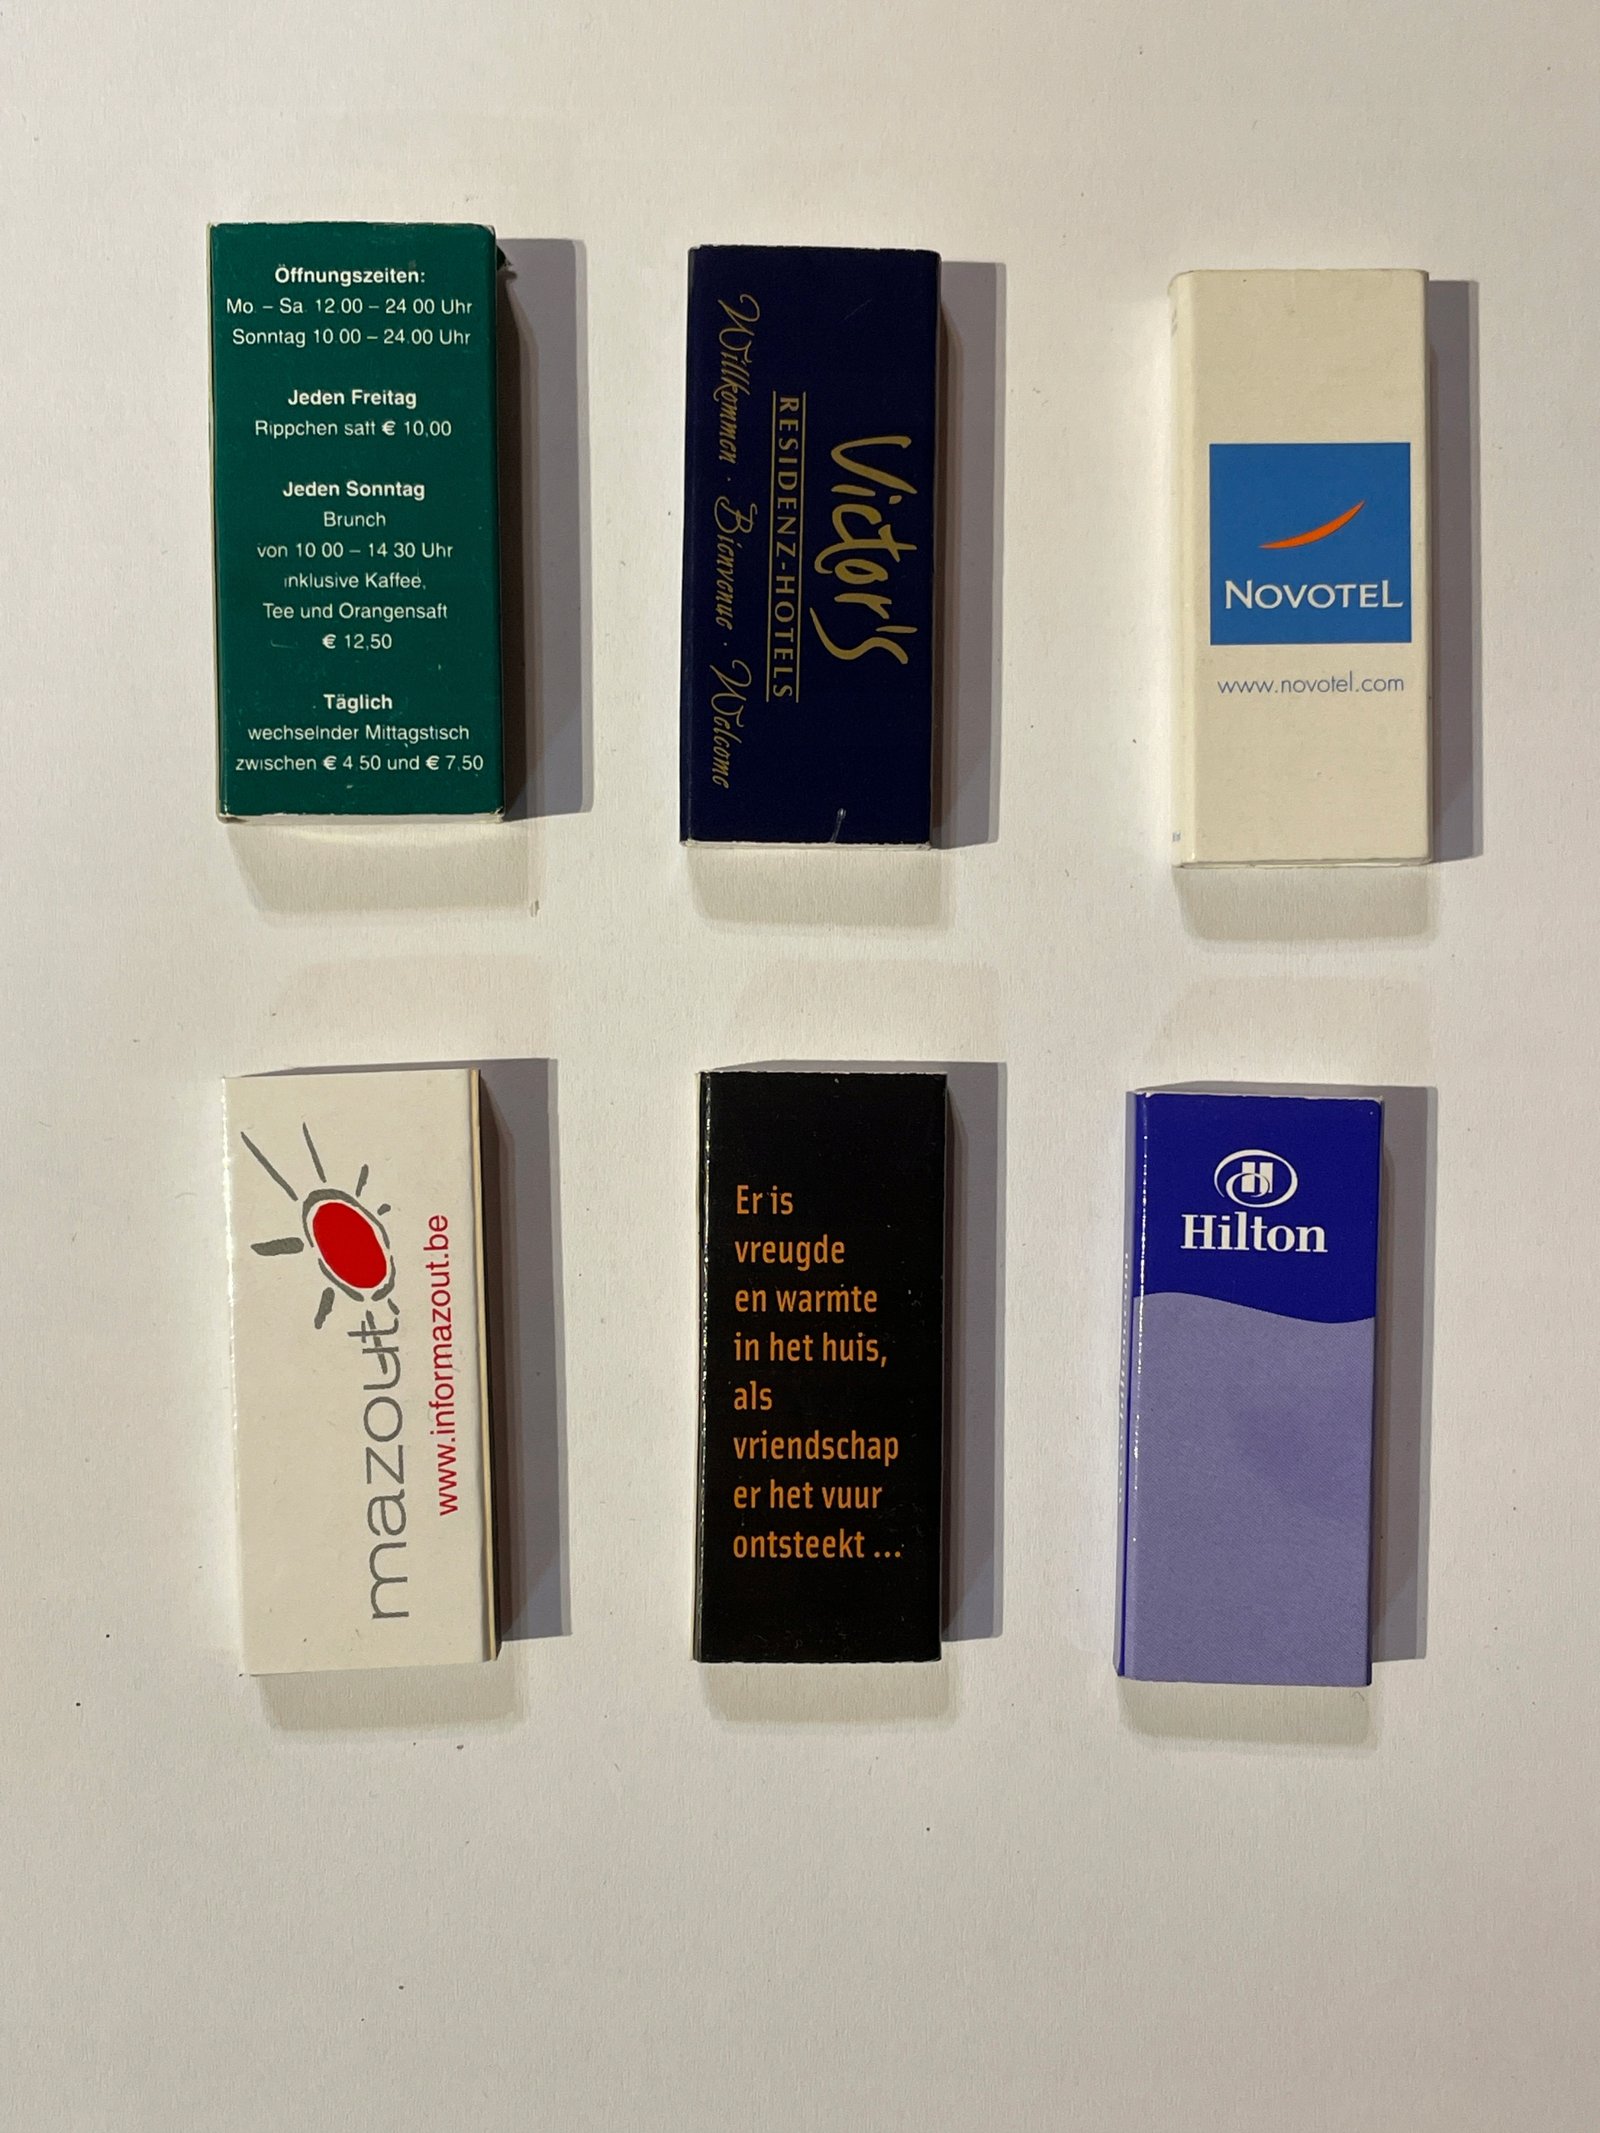 Öffnungszeiten:
Mo. – Sa. 12.00 – 24.00 Uhr
Sonntag 10.00 – 24.00 Uhr
Jeden Freitag
Rippchen satt € 10,00
Jeden Sonntag
Brunch
von 10.00 – 14.30 Uhr
inklusive Kaffee,
Tee und Orangensaft
€ 12,50
Täglich
wechselnder Mittagstisch
zwischen € 4.50 und € 7,50
Victor's
RESIDENZ-HOTELS
Willkommen · Bienvenue · Welcome
NOVOTEL
www.novotel.com
mazout
www.informazout.be
Er is
vreugde
en warmte
in het huis,
als
vriendschap
er het vuur
ontsteekt ...
Hilton